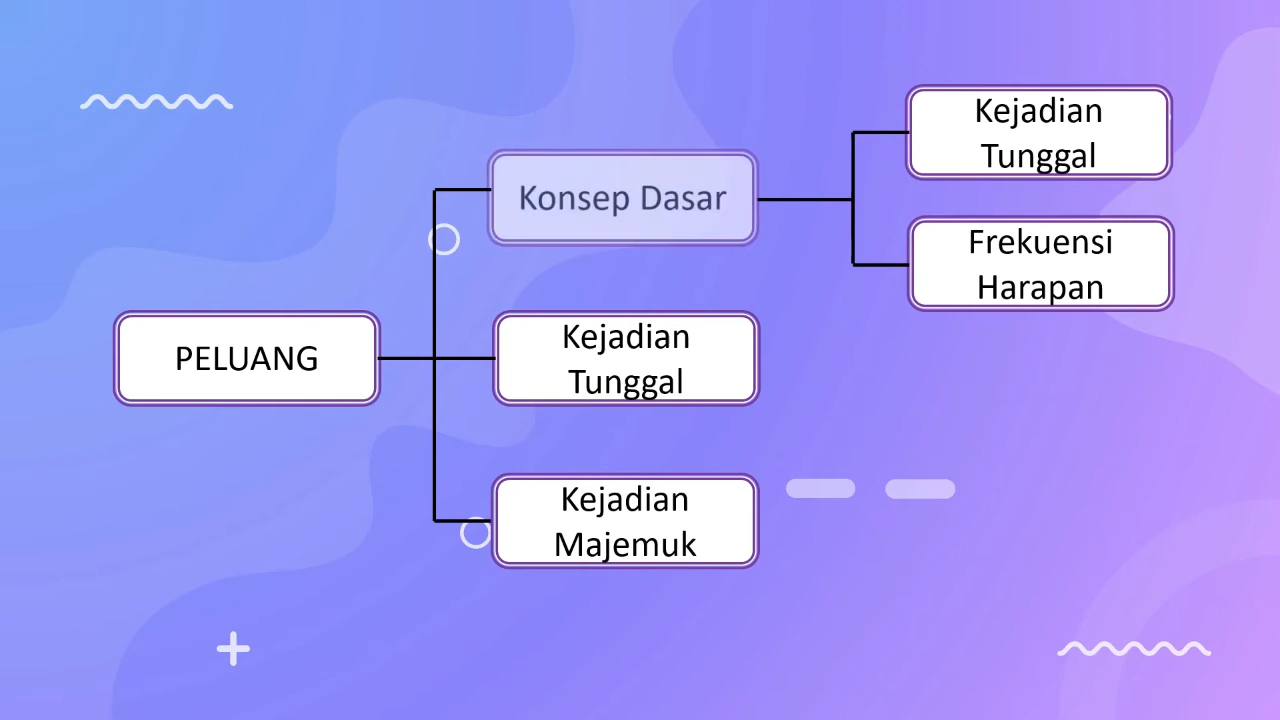 PELUANG
Konsep Dasar
Kejadian
Tunggal
Frekuensi
Harapan
Kejadian
Tunggal
Kejadian
Majemuk